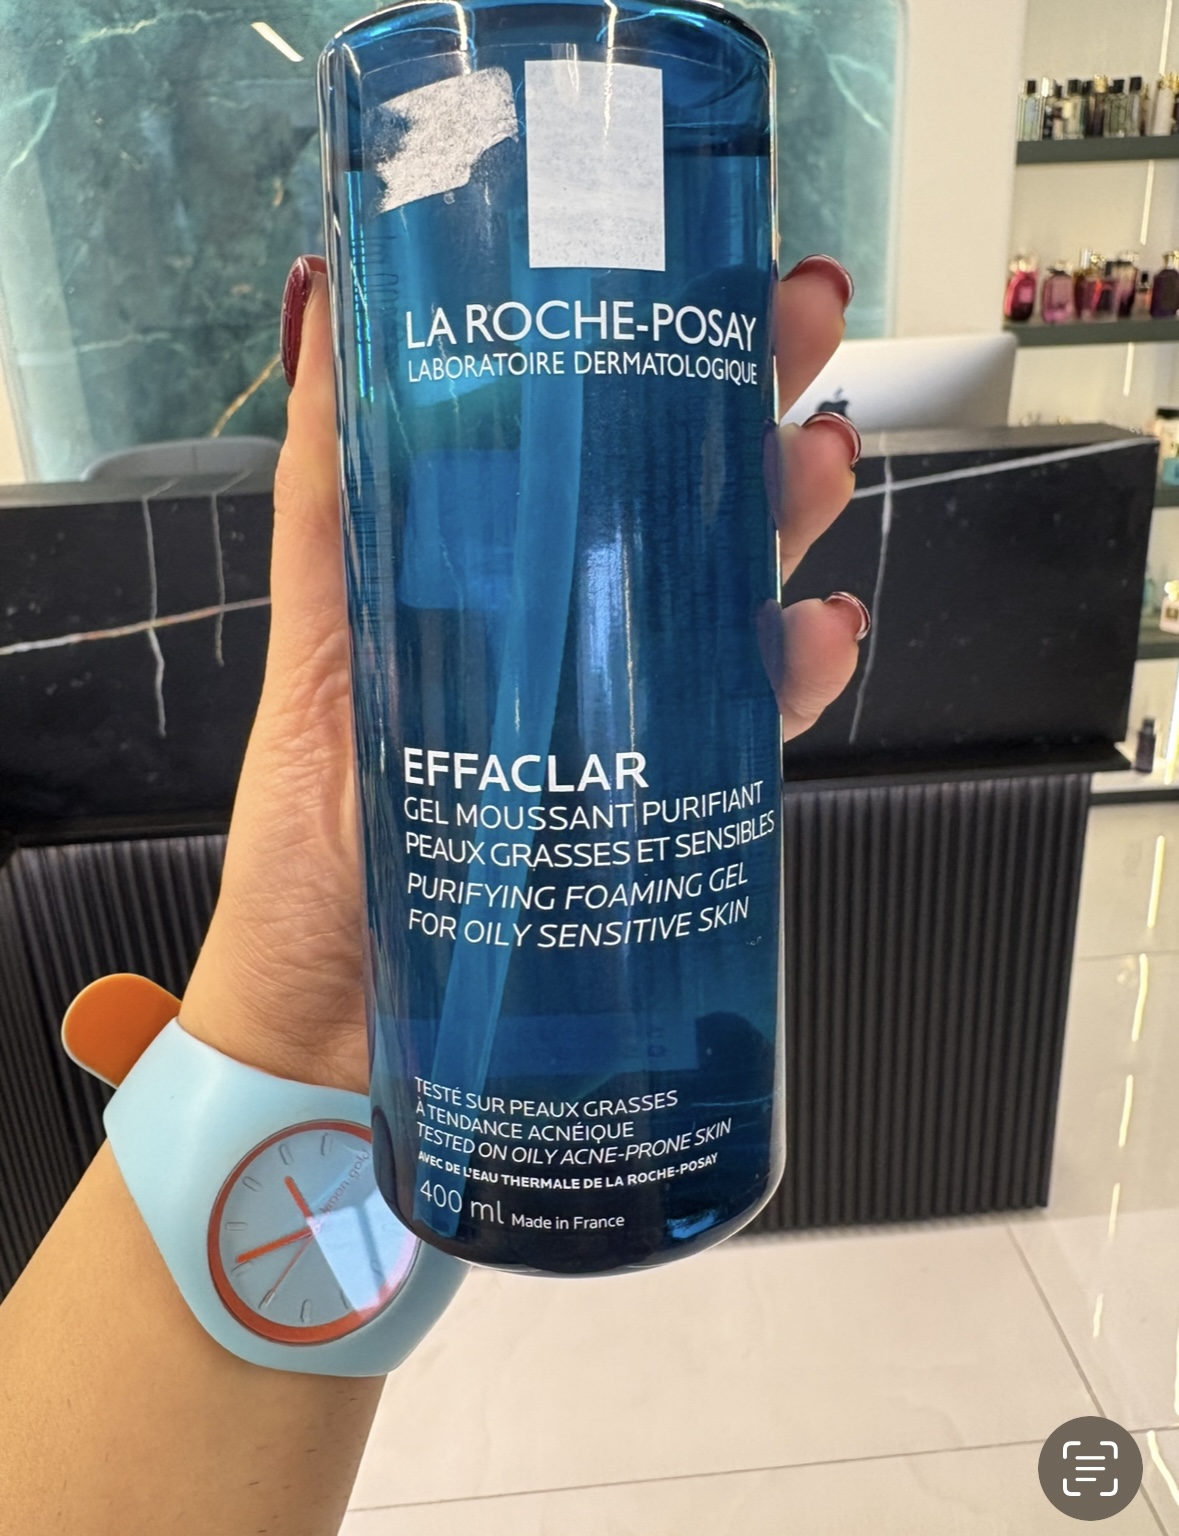 LA ROCHE-POSAY
LABORATOIRE DERMATOLOGIQUE
EFFACLAR
GEL MOUSSANT PURIFIANT
PEAUX GRASSES ET SENSIBLES
PURIFYING FOAMING GEL
FOR OILY SENSITIVE SKIN
TESTÉ SUR PEAUX GRASSES
À TENDANCE ACNÉIQUE
TESTED ON OILY ACNE-PRONE SKIN
AVEC DE L'EAU THERMALE DE LA ROCHE-POSAY
400 ml Made in France